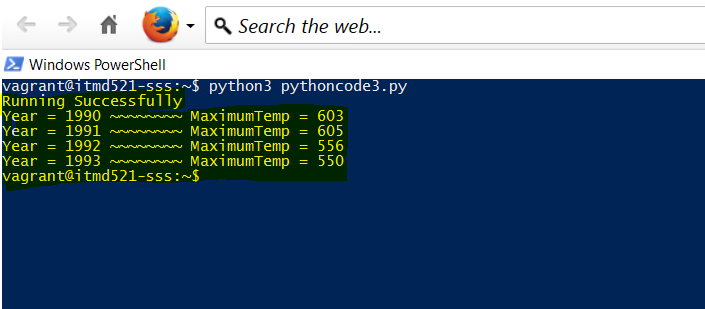 Search the web...
Windows PowerShell
vagrant@itmd521-sss:~$ python3 pythoncode3.py
Running Successfully
Year = 1990 ~~~~~~~~ MaximumTemp = 603
Year = 1991 ~~~~~~~~ MaximumTemp = 605
Year = 1992 ~~~~~~~~ MaximumTemp = 556
Year = 1993 ~~~~~~~~ MaximumTemp = 550
vagrant@itmd521-sss:~$